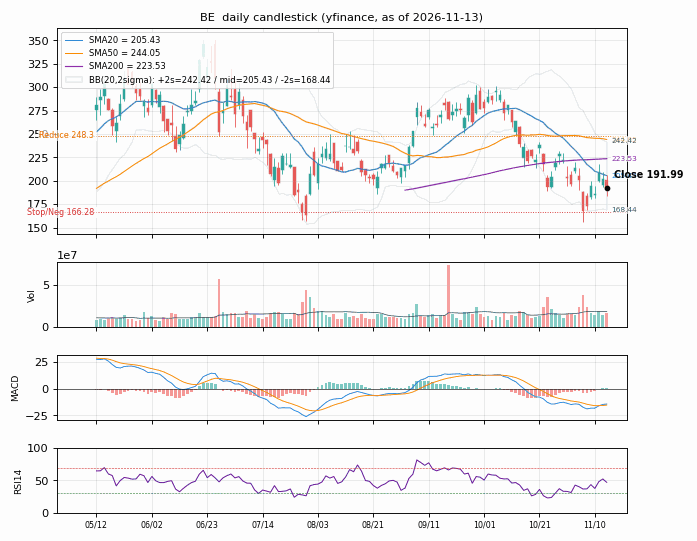 BE  daily candlestick (yfinance, as of 2026-11-13)
SMA20 = 205.43
SMA50 = 244.05
SMA200 = 223.53
BB(20,2sigma): +2s=242.42 / mid=205.43 / -2s=168.44
350
325
300
275
250
225
200
175
150
Reduce 248.3
Stop/Neg 166.28
242.42
223.53
Close 191.99
168.44
1e7
Vol
5
0
MACD
25
0
−25
RSI14
100
50
0
05/12
06/02
06/23
07/14
08/03
08/21
09/11
10/01
10/21
11/10